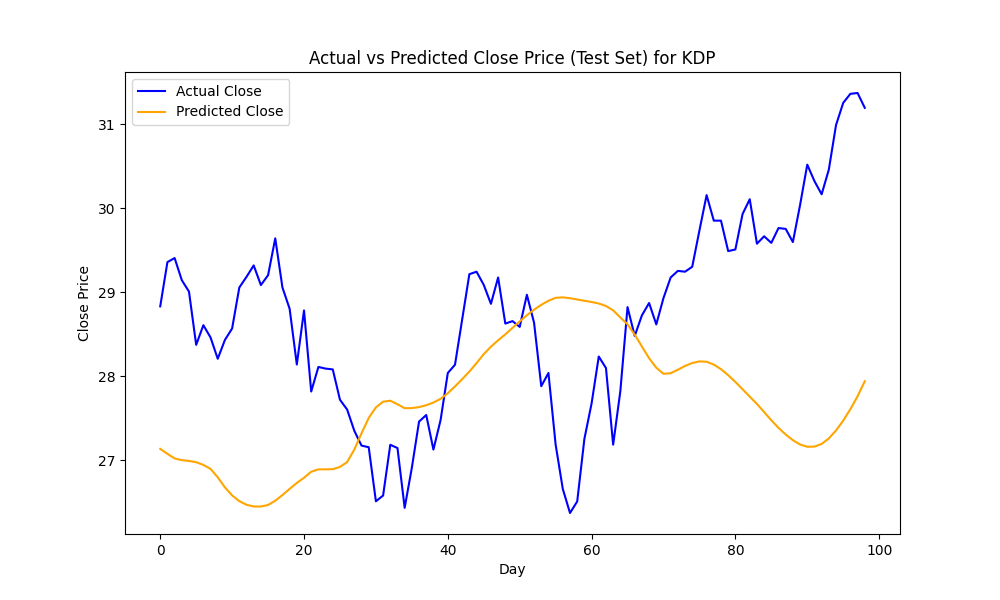 Actual vs Predicted Close Price (Test Set) for KDP
Actual Close
Predicted Close
Close Price
31
30
29
28
27
0 20 40 60 80 100
Day